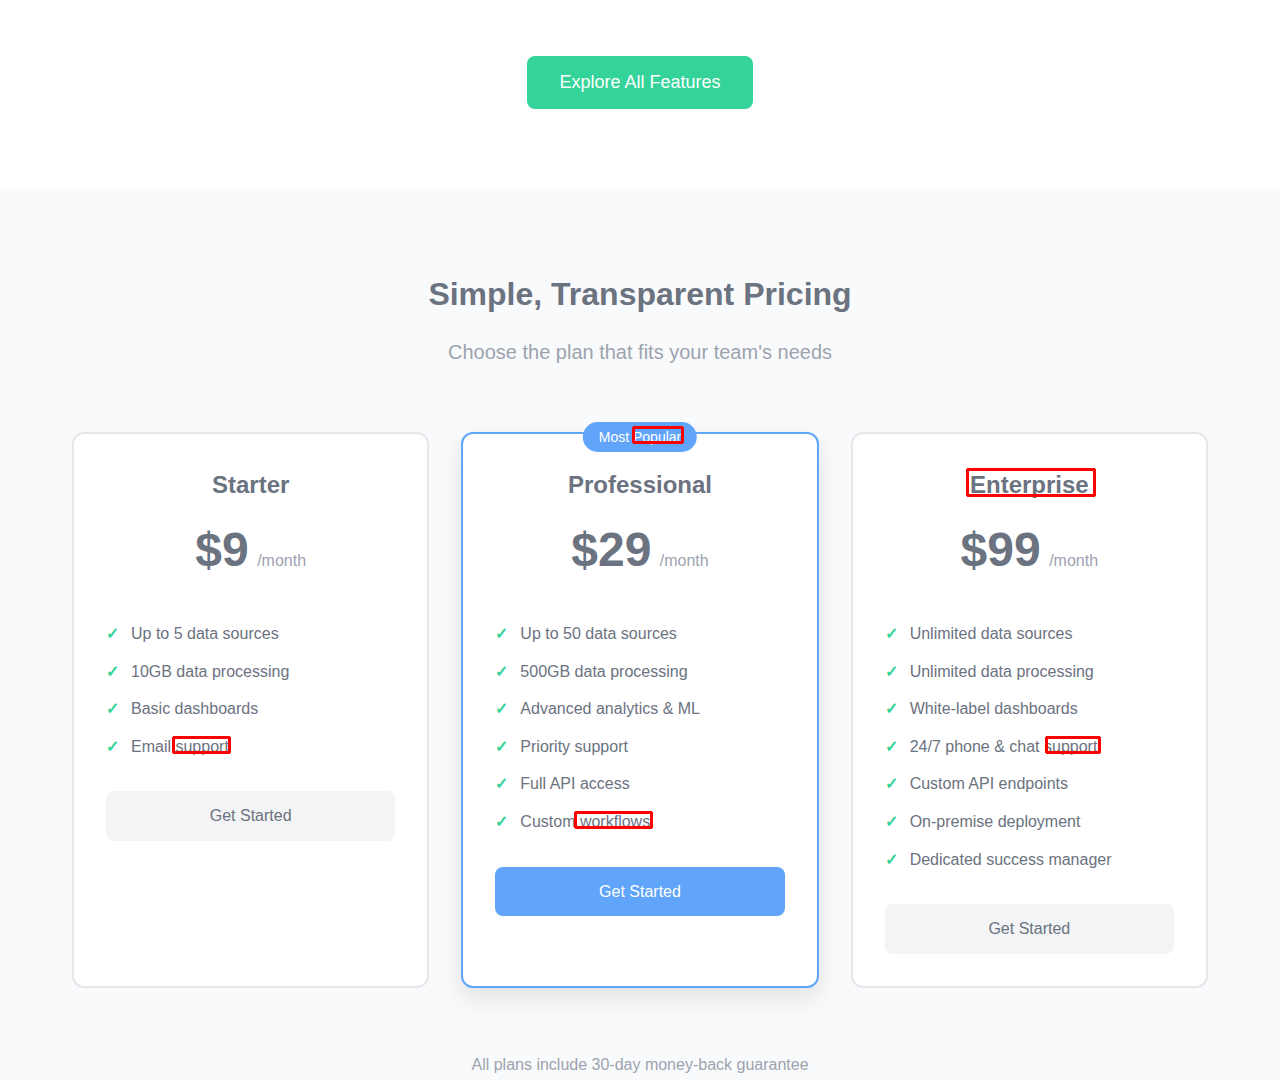 Explore All Features
Simple, Transparent Pricing
Choose the plan that fits your team's needs
Starter
$9 /month
✓ Up to 5 data sources
✓ 10GB data processing
✓ Basic dashboards
✓ Email support
Get Started
Most Popular
Professional
$29 /month
✓ Up to 50 data sources
✓ 500GB data processing
✓ Advanced analytics & ML
✓ Priority support
✓ Full API access
✓ Custom workflows
Get Started
Enterprise
$99 /month
✓ Unlimited data sources
✓ Unlimited data processing
✓ White-label dashboards
✓ 24/7 phone & chat support
✓ Custom API endpoints
✓ On-premise deployment
✓ Dedicated success manager
Get Started
All plans include 30-day money-back guarantee